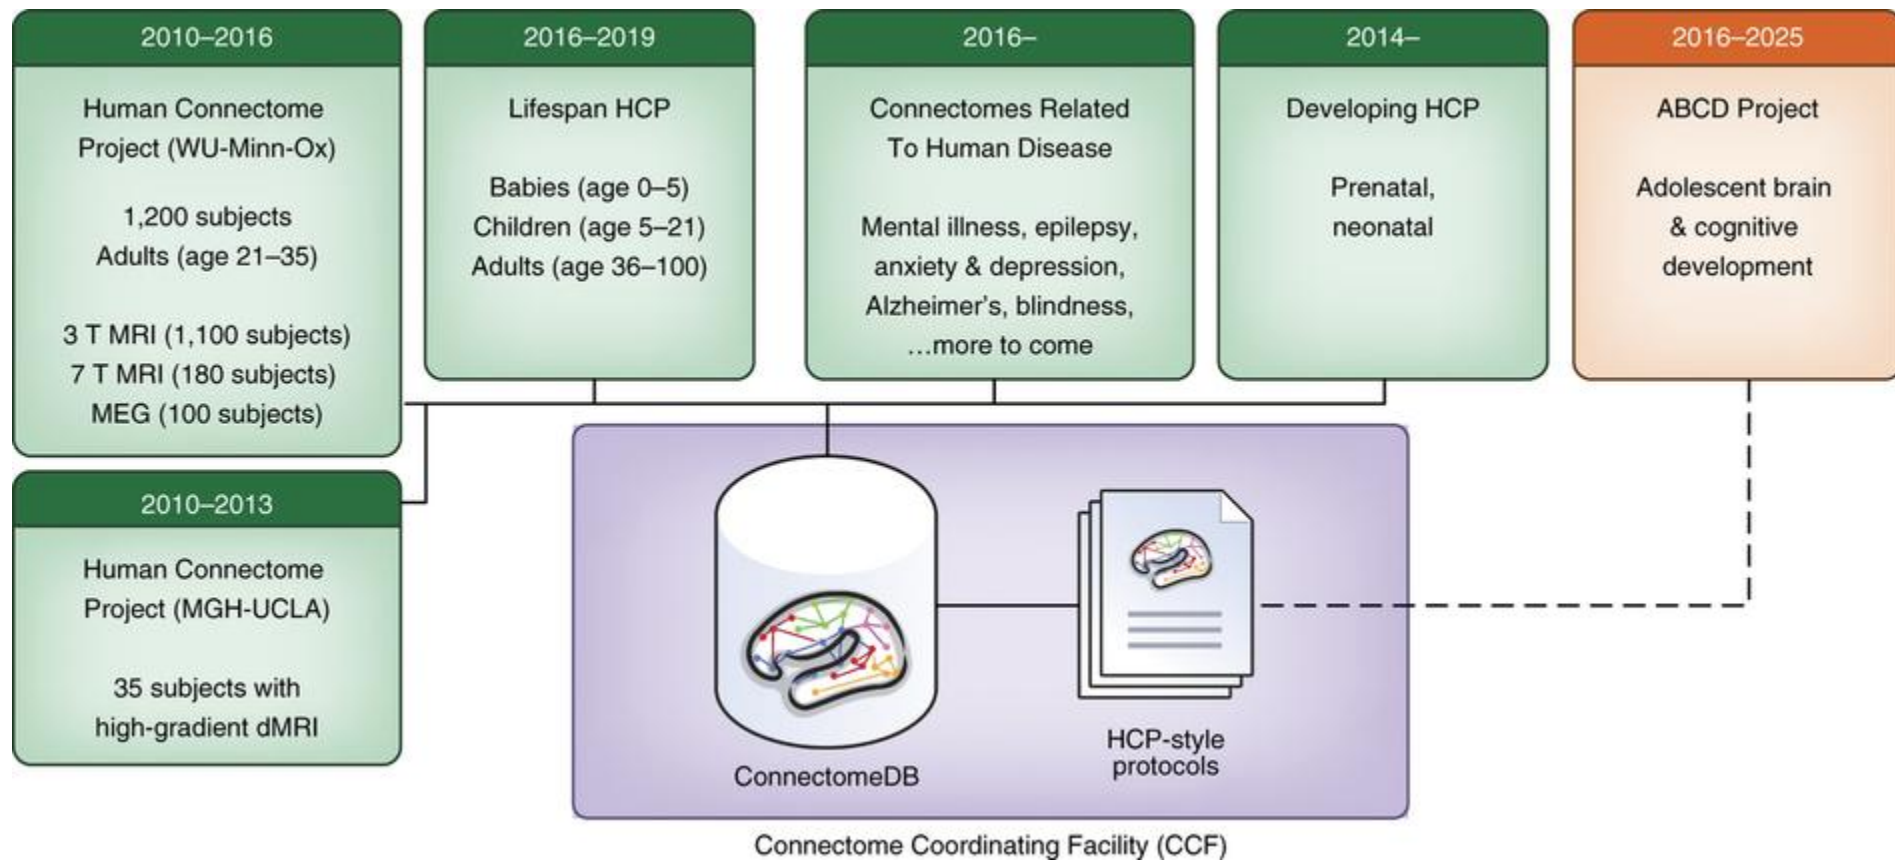 2010–2016
Human Connectome
Project (WU-Minn-Ox)
1,200 subjects
Adults (age 21–35)
3 T MRI (1,100 subjects)
7 T MRI (180 subjects)
MEG (100 subjects)
2010–2013
Human Connectome
Project (MGH-UCLA)
35 subjects with
high-gradient dMRI
2016–2019
Lifespan HCP
Babies (age 0–5)
Children (age 5–21)
Adults (age 36–100)
2016–
Connectomes Related
To Human Disease
Mental illness, epilepsy,
anxiety & depression,
Alzheimer’s, blindness,
…more to come
2014–
Developing HCP
Prenatal,
neonatal
2016–2025
ABCD Project
Adolescent brain
& cognitive
development
ConnectomeDB
HCP-style
protocols
Connectome Coordinating Facility (CCF)